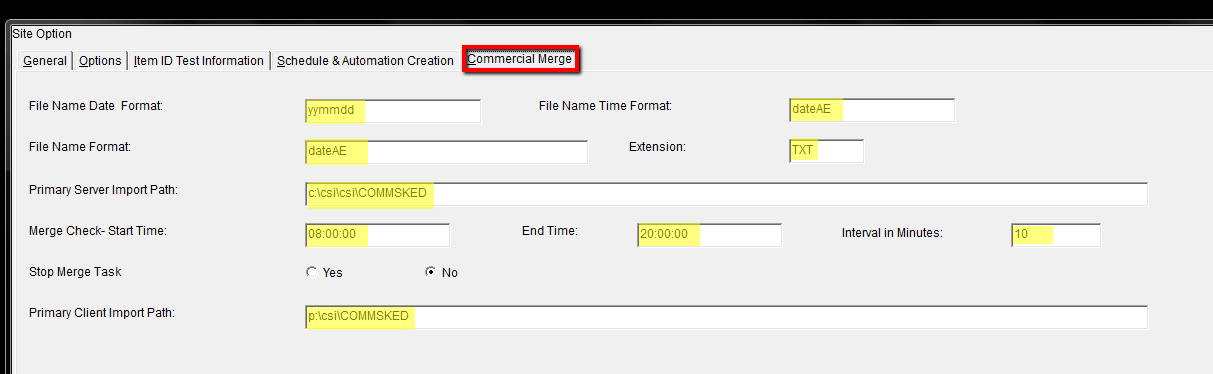 Site Option
General Options Item ID Test Information Schedule & Automation Creation Commercial Merge
File Name Date Format: yymmdd File Name Time Format: dateAE
File Name Format: dateAE Extension: TXT
Primary Server Import Path: c:\csi\csi\COMMSKED
Merge Check- Start Time: 08:00:00 End Time: 20:00:00 Interval in Minutes: 10
Stop Merge Task Yes No
Primary Client Import Path: p:\csi\COMMSKED